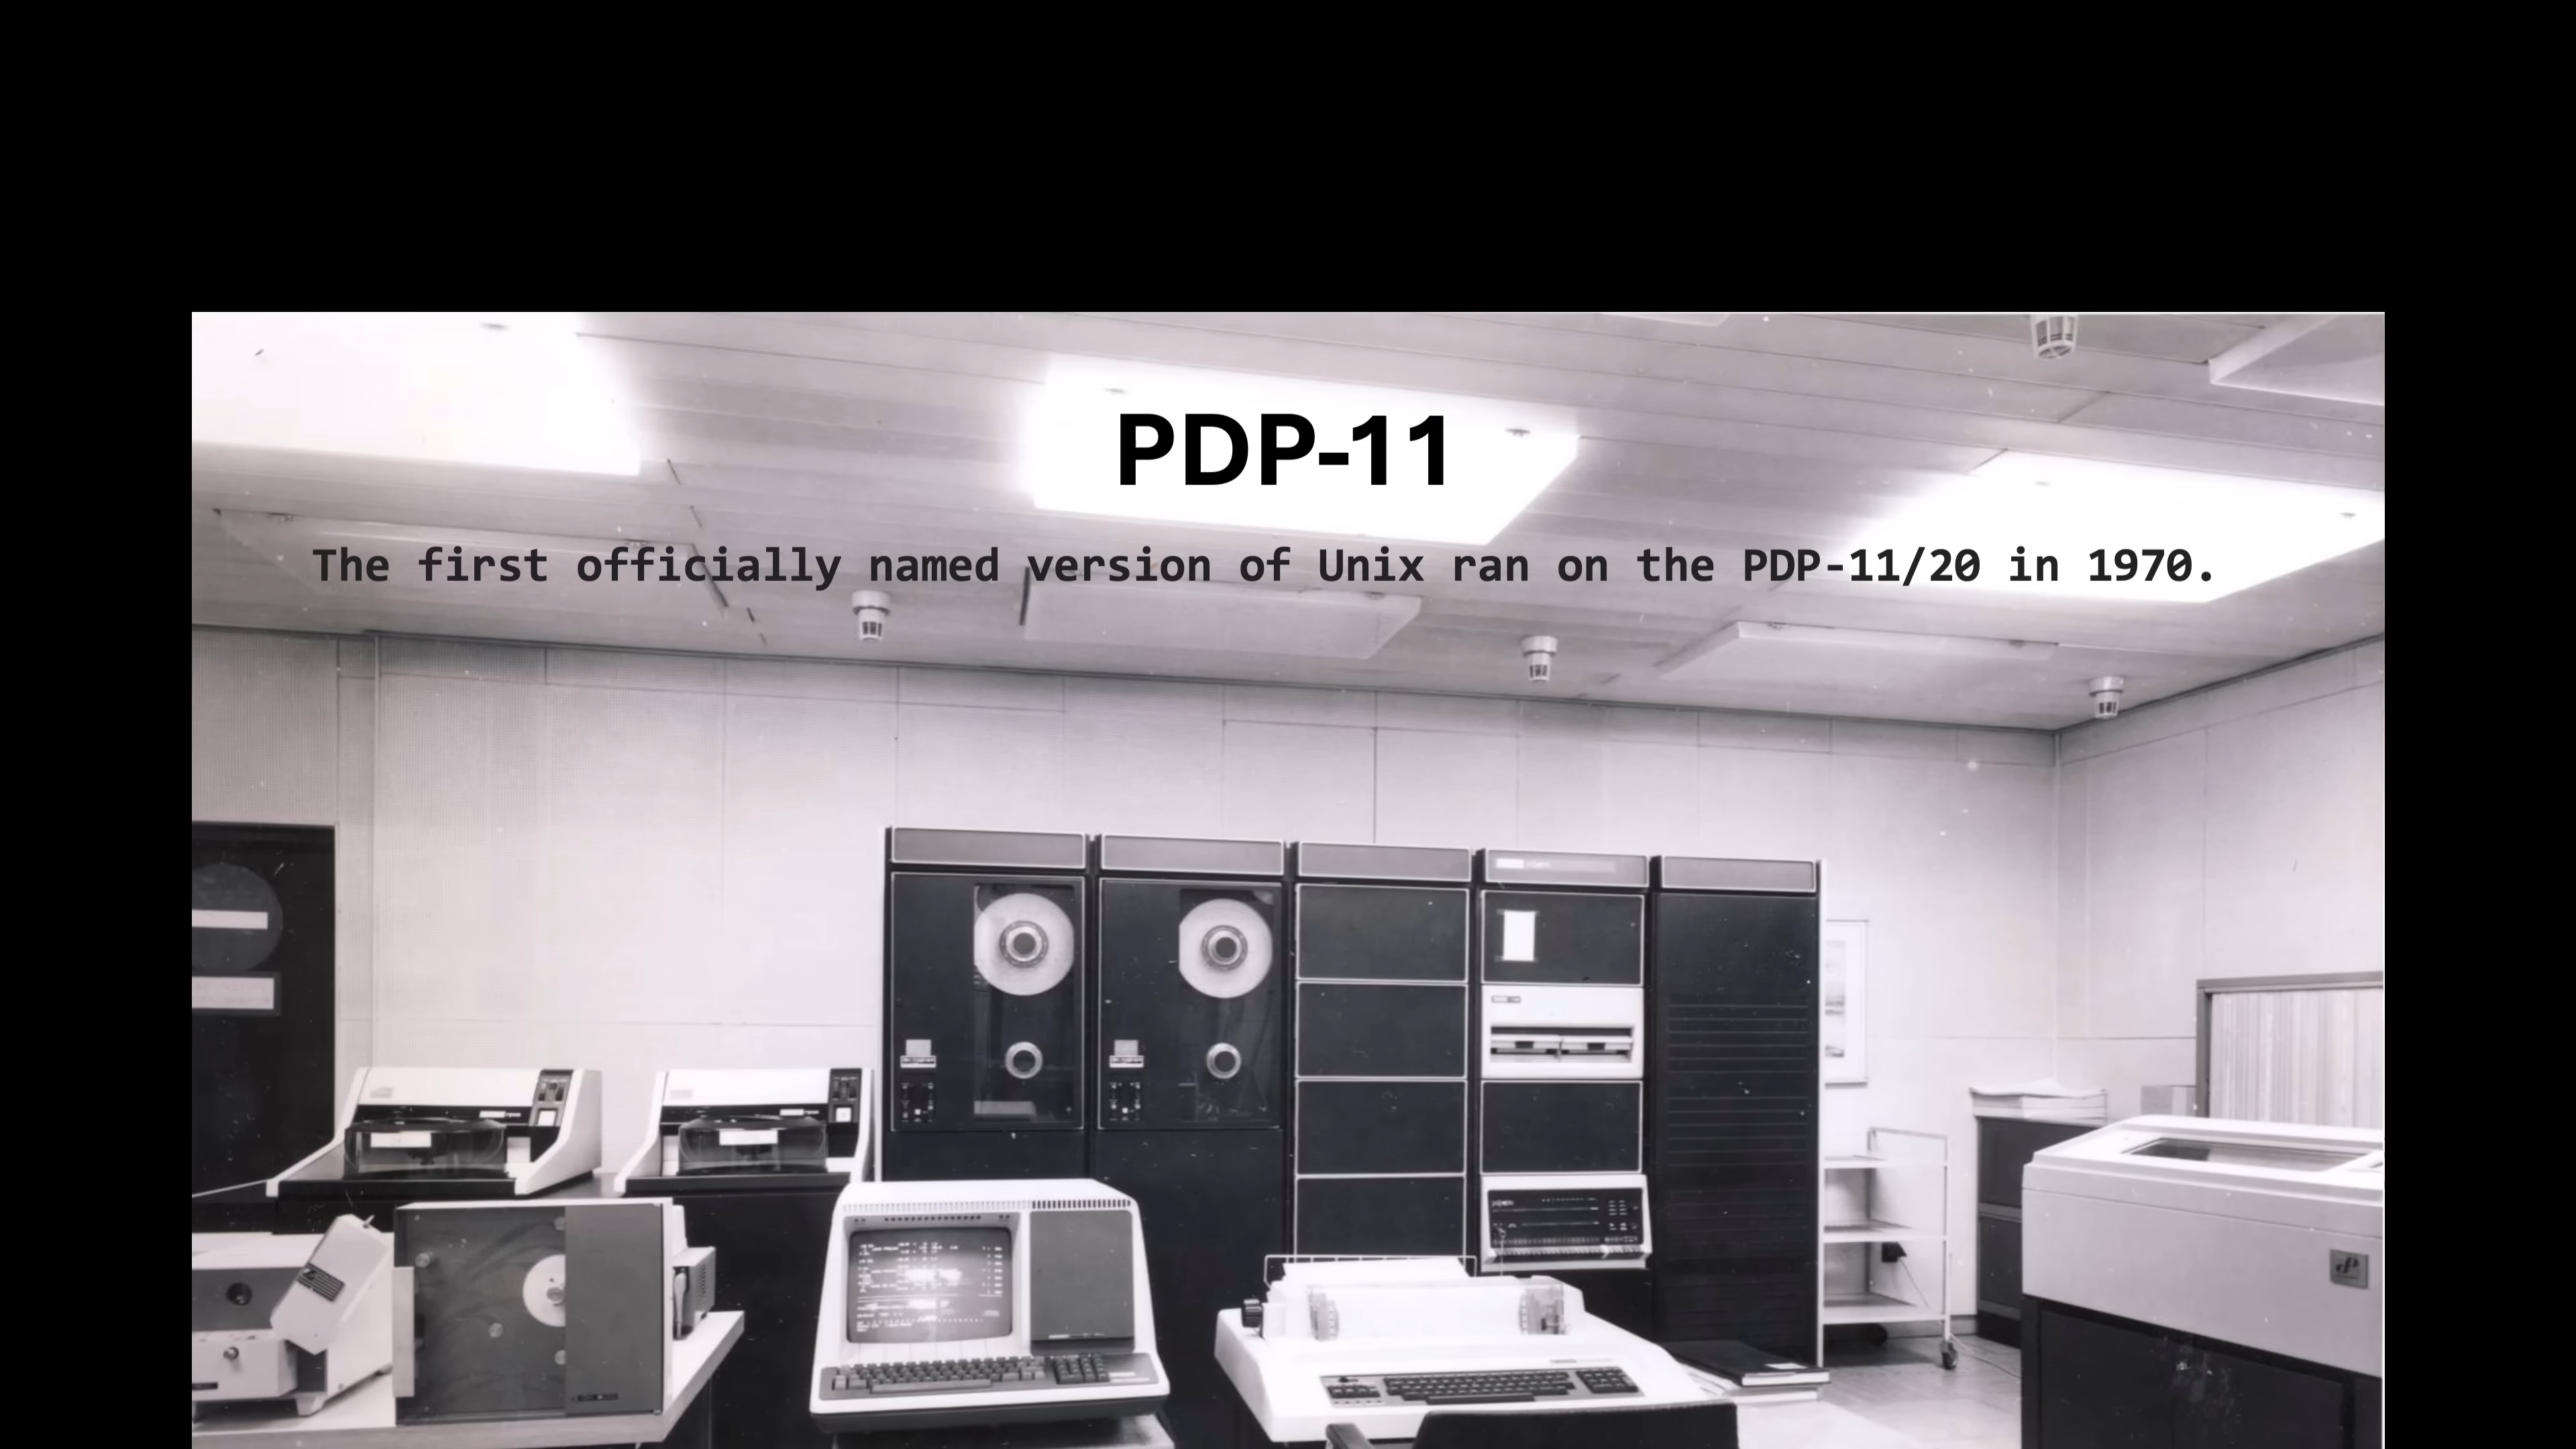 PDP-11
The first officially named version of Unix ran on the PDP-11/20 in 1970.